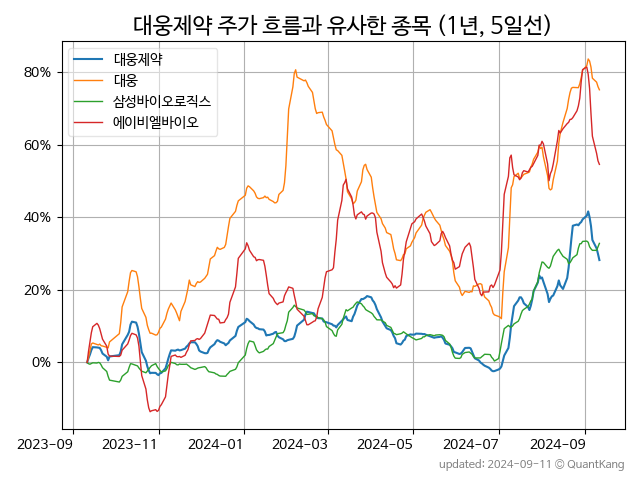 대웅제약 주가 흐름과 유사한 종목 (1년, 5일선)
대웅제약
대웅
삼성바이오로직스
에이비엘바이오
80%
60%
40%
20%
0%
2023-09
2023-11
2024-01
2024-03
2024-05
2024-07
2024-09
updated: 2024-09-11 © QuantKang